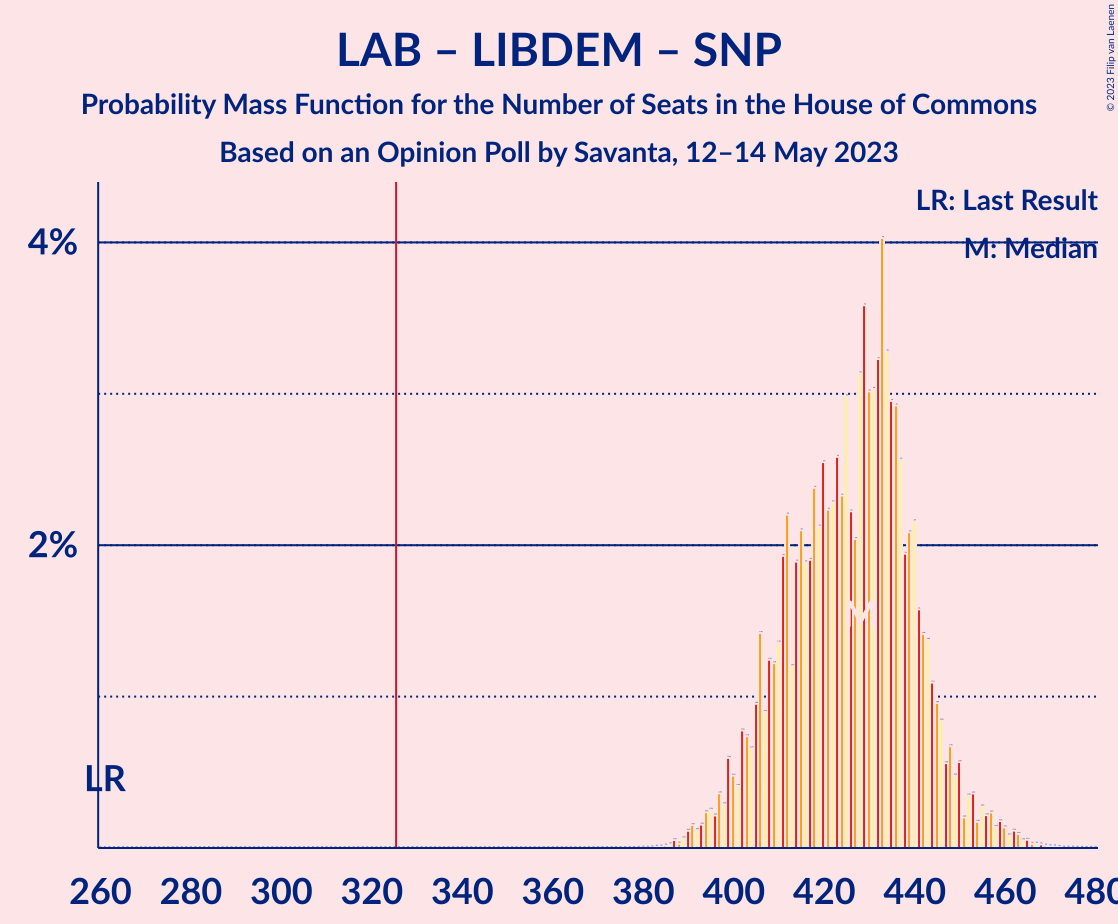 LAB – LIBDEM – SNP
Probability Mass Function for the Number of Seats in the House of Commons
Based on an Opinion Poll by Savanta, 12–14 May 2023
© 2023 Filip van Laenen
LR: Last Result
M: Median
4%
2%
M
LR
260 280 300 320 340 360 380 400 420 440 460 480